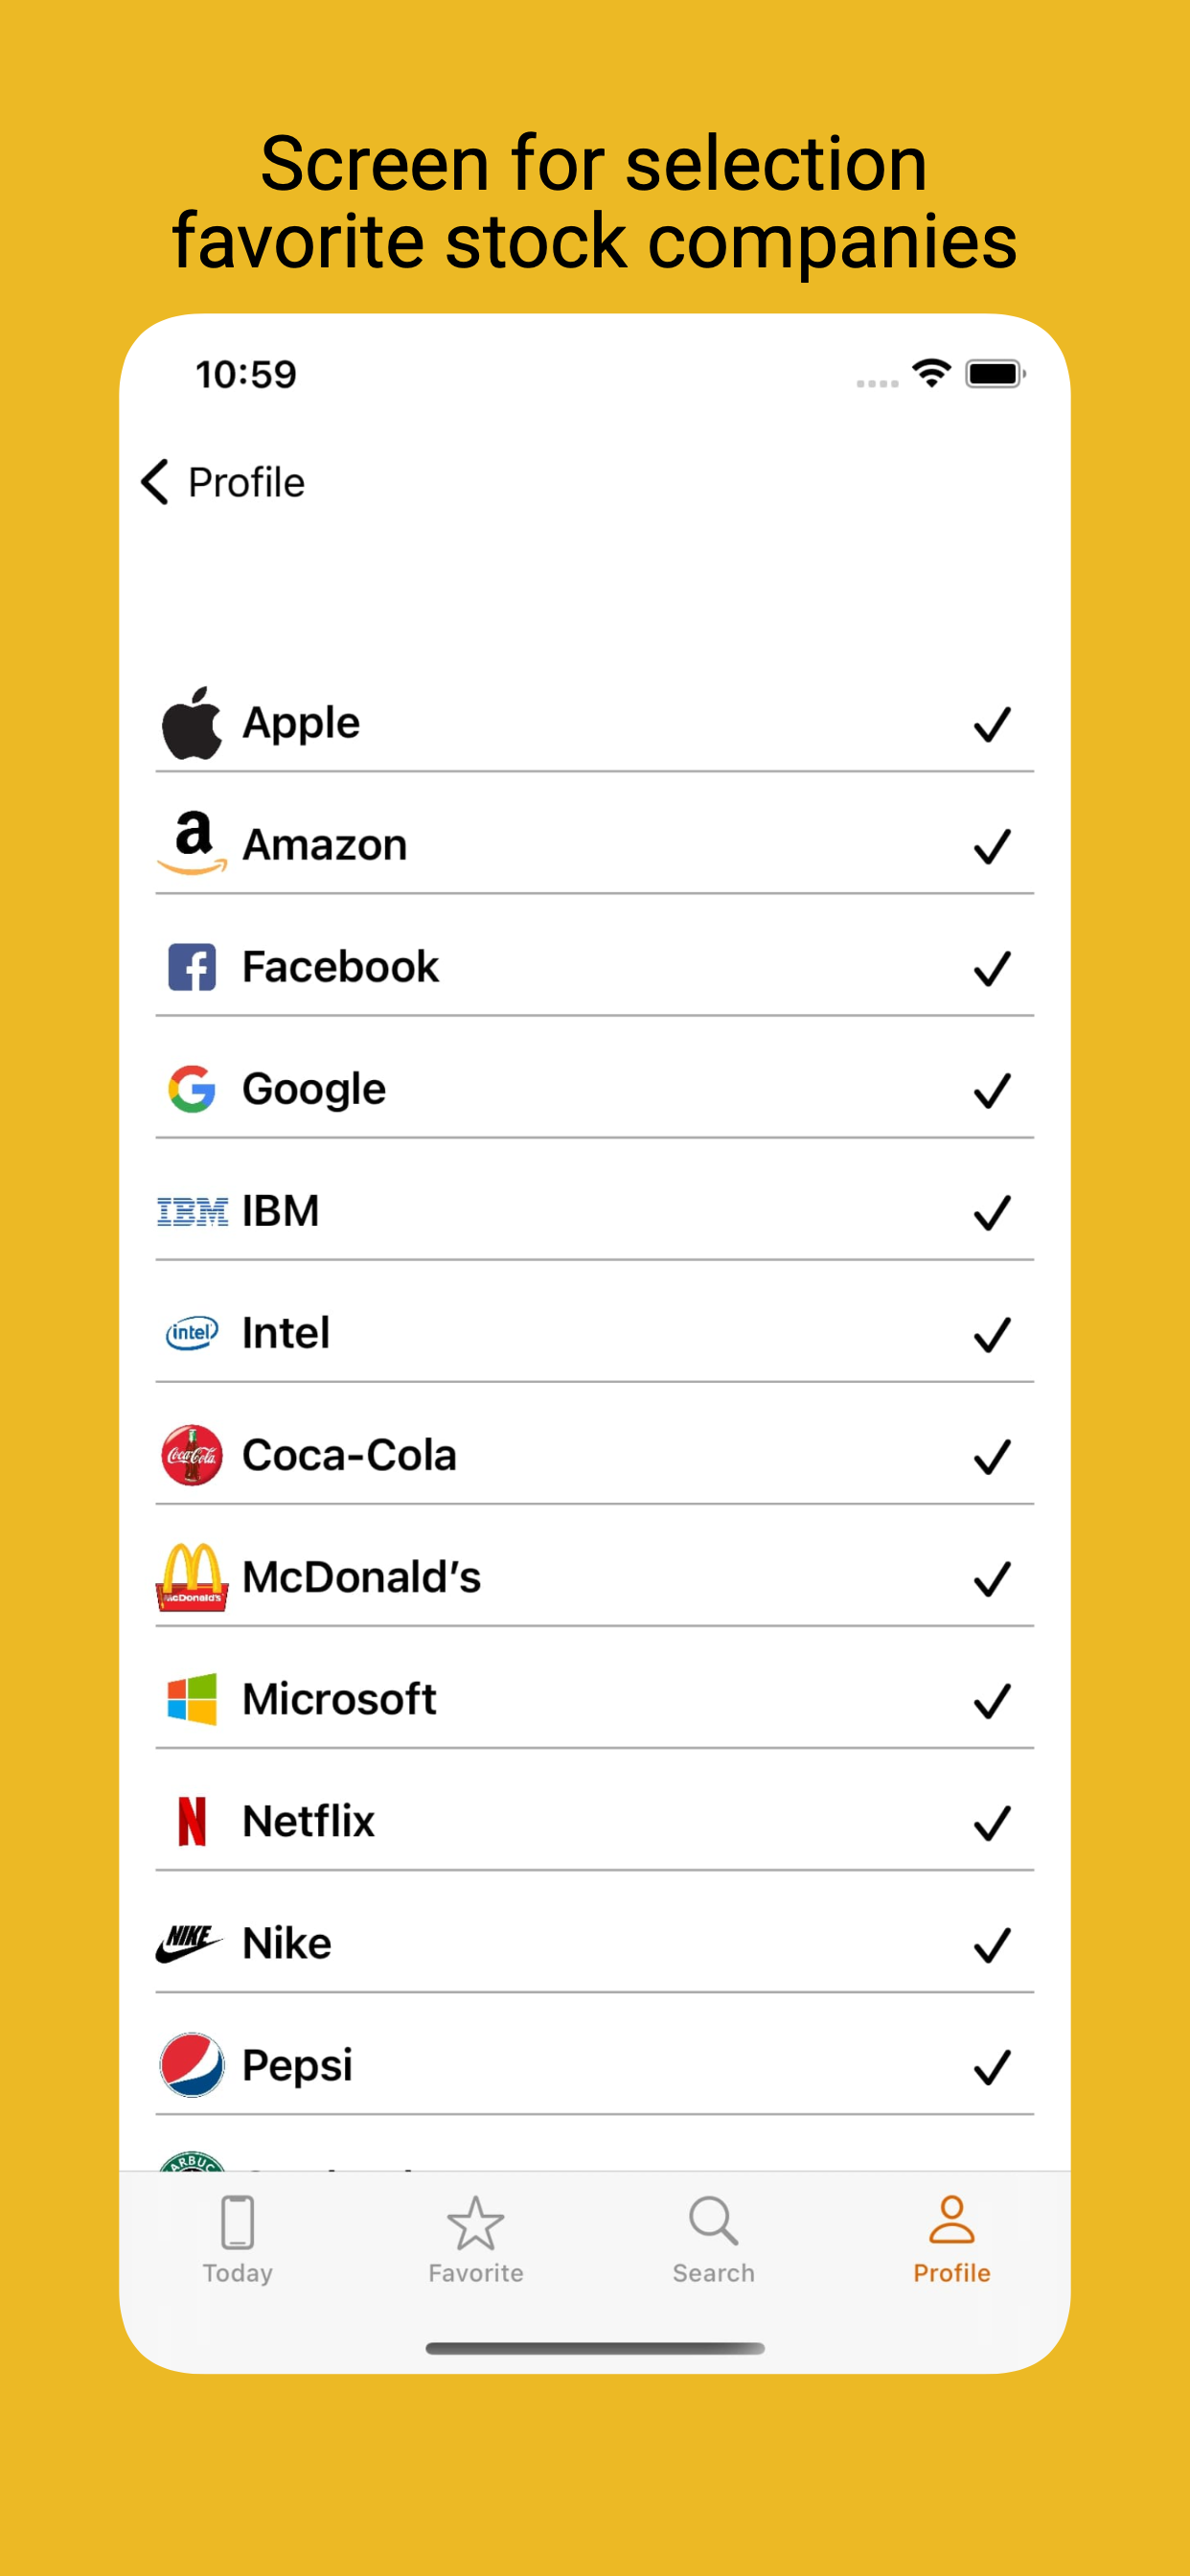 Screen for selection
favorite stock companies
10:59
Profile
Apple
a Amazon
Facebook
Google
IBM IBM
intel Intel
Coca-Cola Coca-Cola
McDonald's McDonald's
Microsoft
Netflix
NIKE Nike
Pepsi
Today Favorite Search Profile